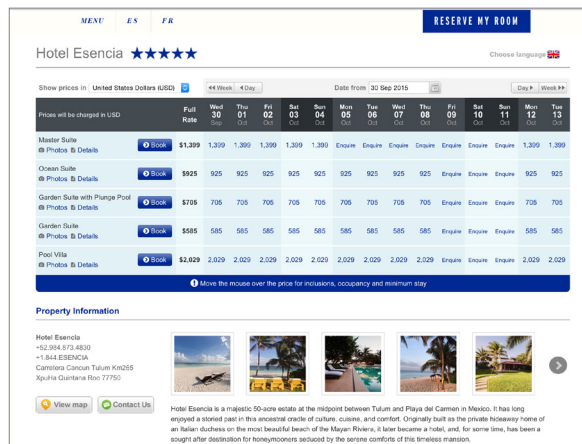 MENU ES FR RESERVE MY ROOM
Hotel Esencia ★★★★★ Choose language
Show prices in United States Dollars (USD) Week Day Date from 30 Sep 2015 Day Week
Prices will be charged in USD Full Rate Wed 30 Sep Thu 01 Oct Fri 02 Oct Sat 03 Oct Sun 04 Oct Mon 05 Oct Tue 06 Oct Wed 07 Oct Thu 08 Oct Fri 09 Oct Sat 10 Oct Sun 11 Oct Mon 12 Oct Tue 13 Oct
Master Suite
Photos Details Book $1,399 1,399 1,399 1,399 1,399 1,399 Enquire Enquire Enquire Enquire Enquire Enquire Enquire 1,399 1,399
Ocean Suite
Photos Details Book $925 925 925 925 925 925 925 925 925 925 Enquire Enquire Enquire 925 925
Garden Suite with Plunge Pool
Photos Details Book $705 705 705 705 705 705 705 705 705 705 Enquire Enquire Enquire 705 705
Garden Suite
Photos Details Book $585 585 585 585 585 585 585 585 585 585 Enquire Enquire Enquire 585 585
Pool Villa
Photos Details Book $2,029 2,029 2,029 2,029 2,029 2,029 2,029 2,029 2,029 2,029 Enquire Enquire Enquire 2,029 2,029
Move the mouse over the price for inclusions, occupancy and minimum stay
Property Information
Hotel Esencia
+52.984.873.4830
+1.844.ESENCIA
Carretera Cancun Tulum Km265
XpuHa Quintana Roo 77750
View map Contact Us
Hotel Esencia is a majestic 50-acre estate at the midpoint between Tulum and Playa del Carmen in Mexico. It has long
enjoyed a storied past in this ancestral cradle of culture, cuisine, and comfort. Originally built as the private hideaway home of
an Italian duchess on the most beautiful beach of the Mayan Riviera, it later became a hotel, and, for some time, has been a
sought after destination for honeymooners seduced by the serene comforts of this timeless mansion.